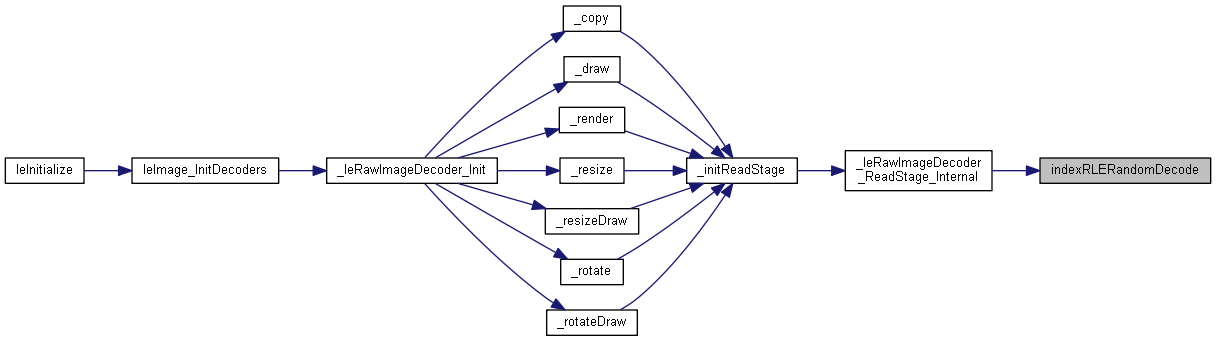 leInitialize
leImage_InitDecoders
_leRawImageDecoder_Init
_copy
_draw
_render
_resize
_resizeDraw
_rotate
_rotateDraw
_initReadStage
_leRawImageDecoder
_ReadStage_Internal
indexRLERandomDecode